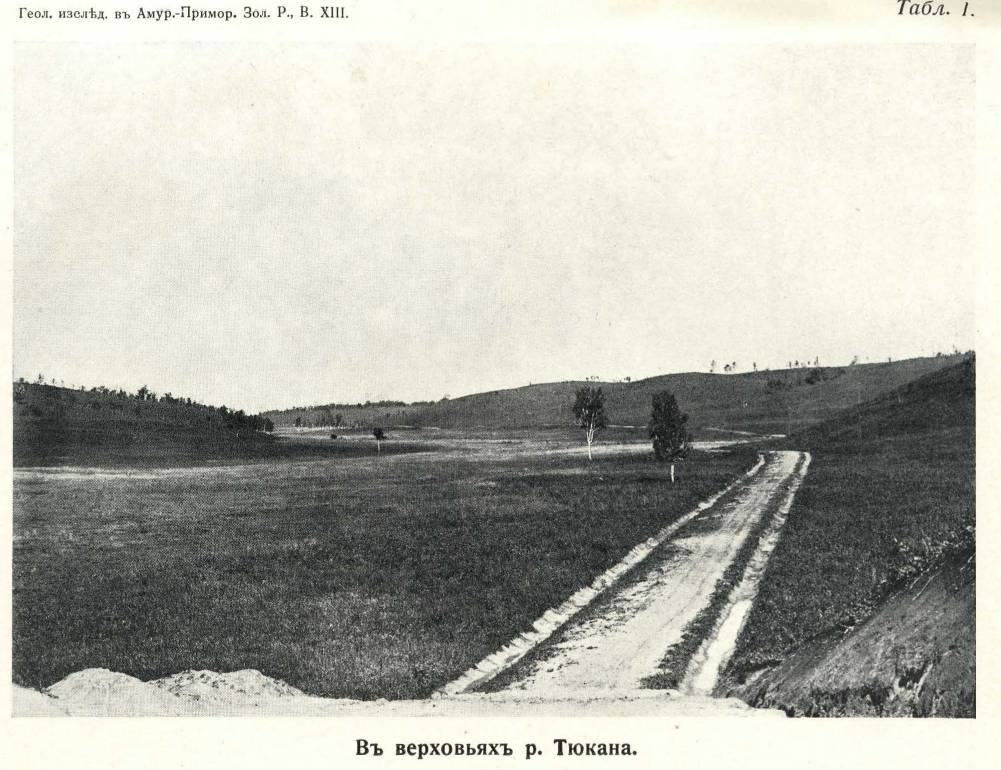 Геол. изслѣд. въ Амур.-Примор. Зол. Р., В. XIII.
Табл. 1.
Въ верховьяхъ р. Тюкана.